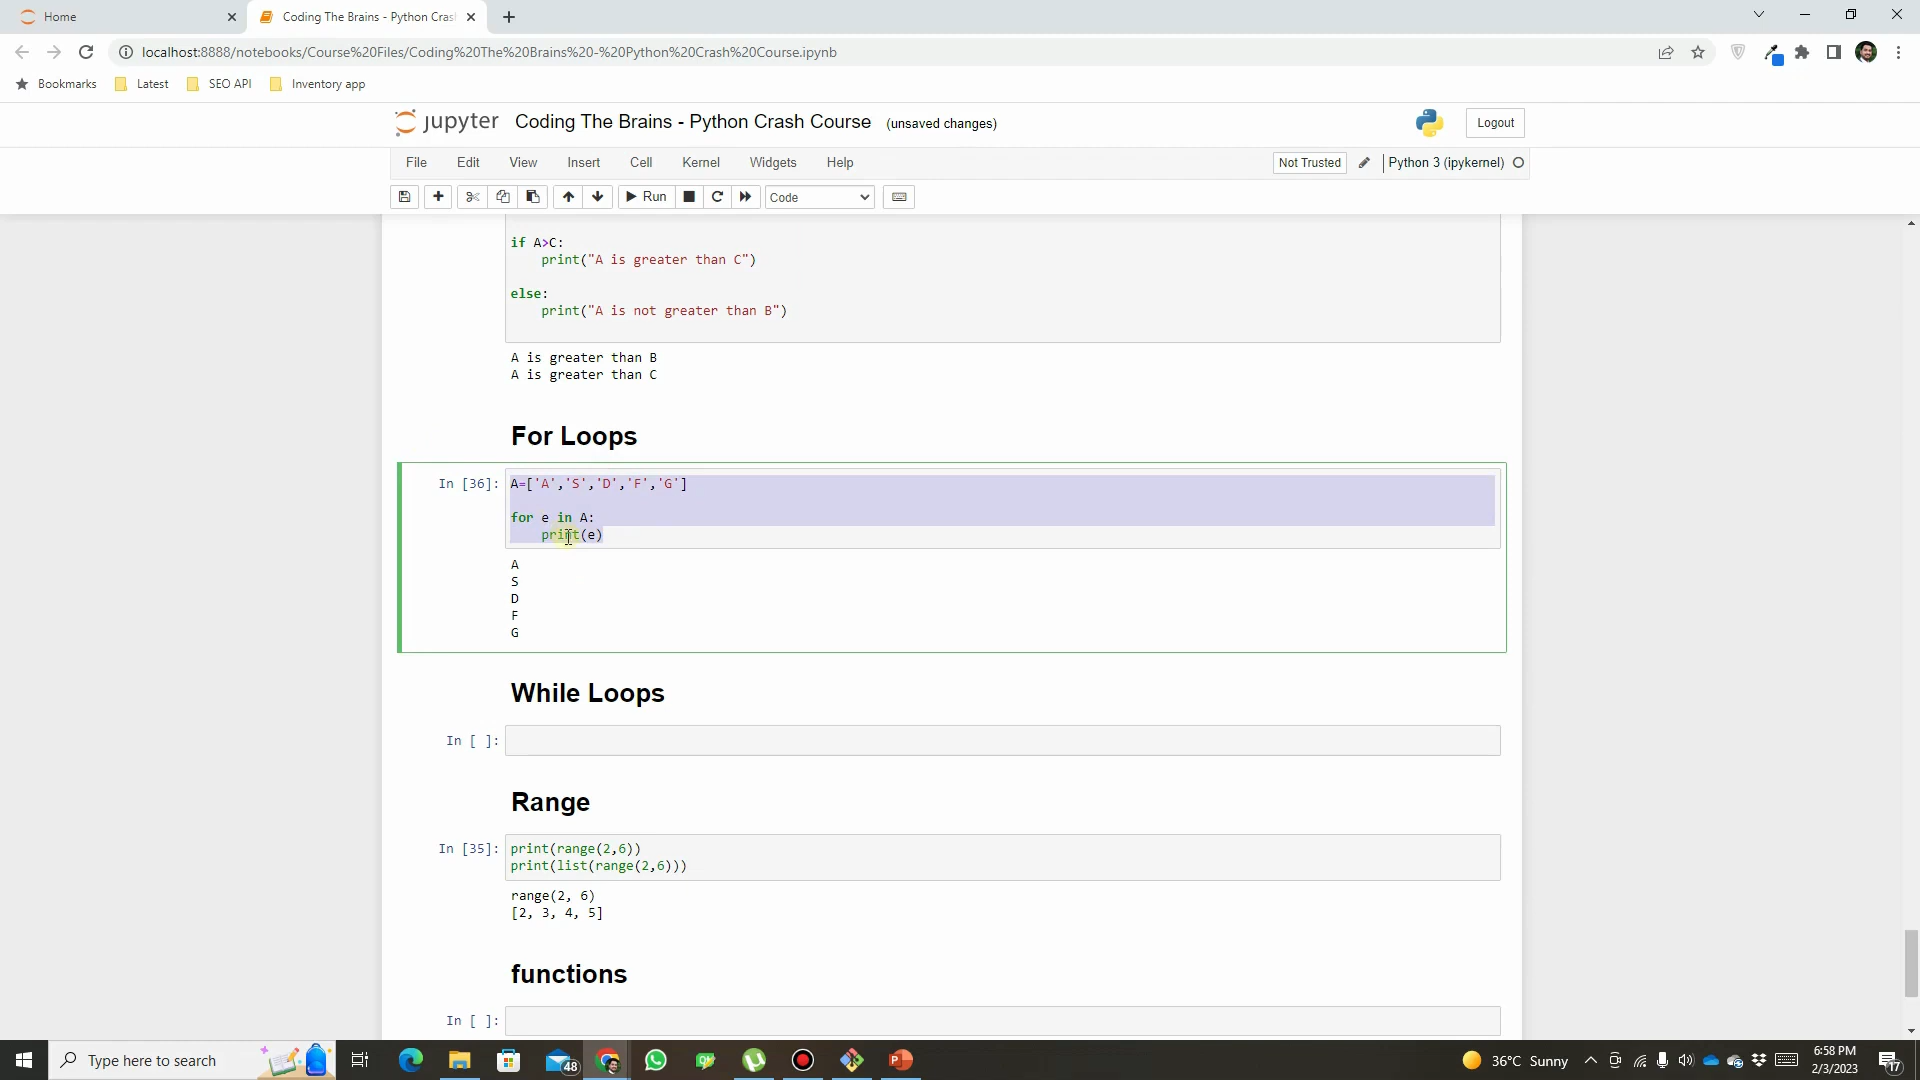 Home
Coding The Brains - Python Cras
localhost:8888/notebooks/Course%20Files/Coding%20The%20Brains%20-%20Python%20Crash%20Course.ipynb
Bookmarks Latest SEO API Inventory app
jupyter Coding The Brains - Python Crash Course (unsaved changes)
Logout
File Edit View Insert Cell Kernel Widgets Help
Not Trusted Python 3 (ipykernel)
Run Code
if A>C:
    print("A is greater than C")
else:
    print("A is not greater than B")
A is greater than B
A is greater than C
For Loops
In [36]: A=['A','S','D','F','G']
for e in A:
    print(e)
A
S
D
F
G
While Loops
In [ ]:
Range
In [35]: print(range(2,6))
print(list(range(2,6)))
range(2, 6)
[2, 3, 4, 5]
functions
In [ ]:
Type here to search
48
36°C Sunny
6:58 PM
2/3/2023
17